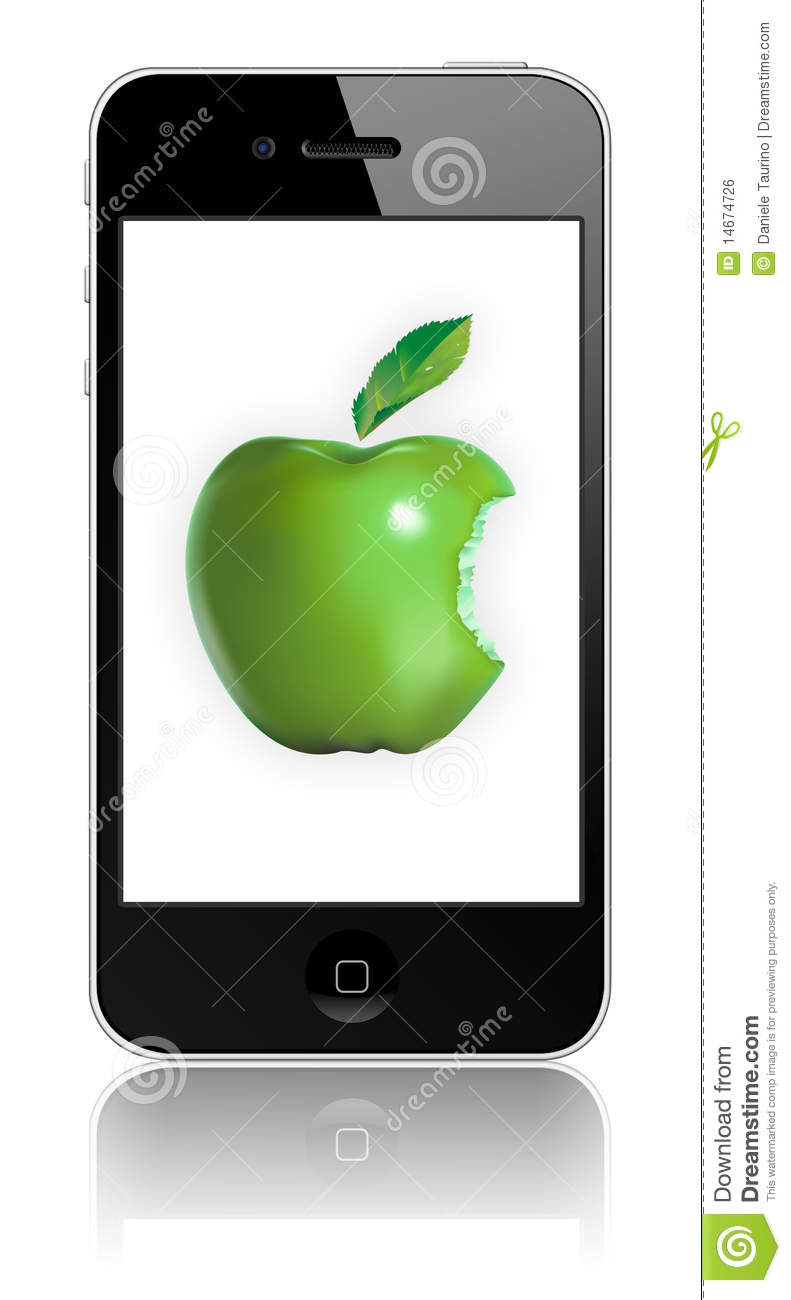 dreamstime
dreamstime
dreamstime
dreamstime
ID 14674726
© Daniele Taurino | Dreamstime.com
Download from
Dreamstime.com
This watermarked comp image is for previewing purposes only.